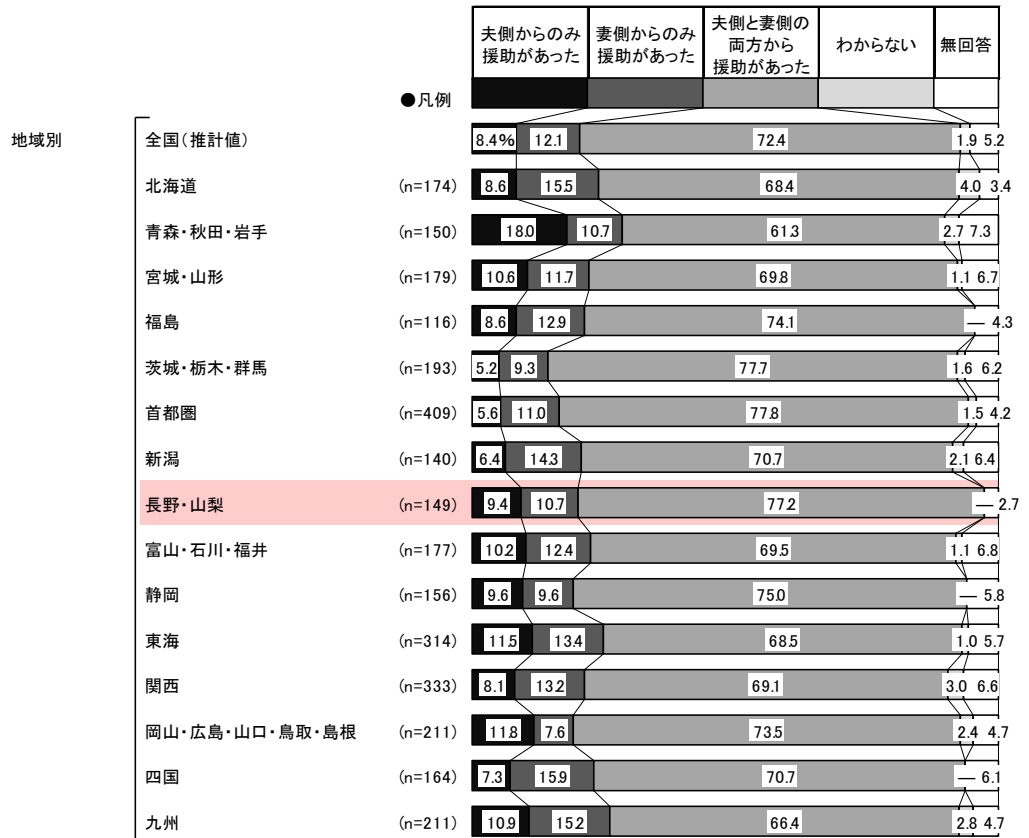 夫側からのみ 援助があった 妻側からのみ 援助があった 夫側と妻側の 両方から 援助があった わからない 無回答
●凡例
地域別 全国(推計値) 8.4% 12.1 72.4 1.9 5.2
北海道 (n=174) 8.6 15.5 68.4 4.0 3.4
青森・秋田・岩手 (n=150) 18.0 10.7 61.3 2.7 7.3
宮城・山形 (n=179) 10.6 11.7 69.8 1.1 6.7
福島 (n=116) 8.6 12.9 74.1 — 4.3
茨城・栃木・群馬 (n=193) 5.2 9.3 77.7 1.6 6.2
首都圏 (n=409) 5.6 11.0 77.8 1.5 4.2
新潟 (n=140) 6.4 14.3 70.7 2.1 6.4
長野・山梨 (n=149) 9.4 10.7 77.2 — 2.7
富山・石川・福井 (n=177) 10.2 12.4 69.5 1.1 6.8
静岡 (n=156) 9.6 9.6 75.0 — 5.8
東海 (n=314) 11.5 13.4 68.5 1.0 5.7
関西 (n=333) 8.1 13.2 69.1 3.0 6.6
岡山・広島・山口・鳥取・島根 (n=211) 11.8 7.6 73.5 2.4 4.7
四国 (n=164) 7.3 15.9 70.7 — 6.1
九州 (n=211) 10.9 15.2 66.4 2.8 4.7